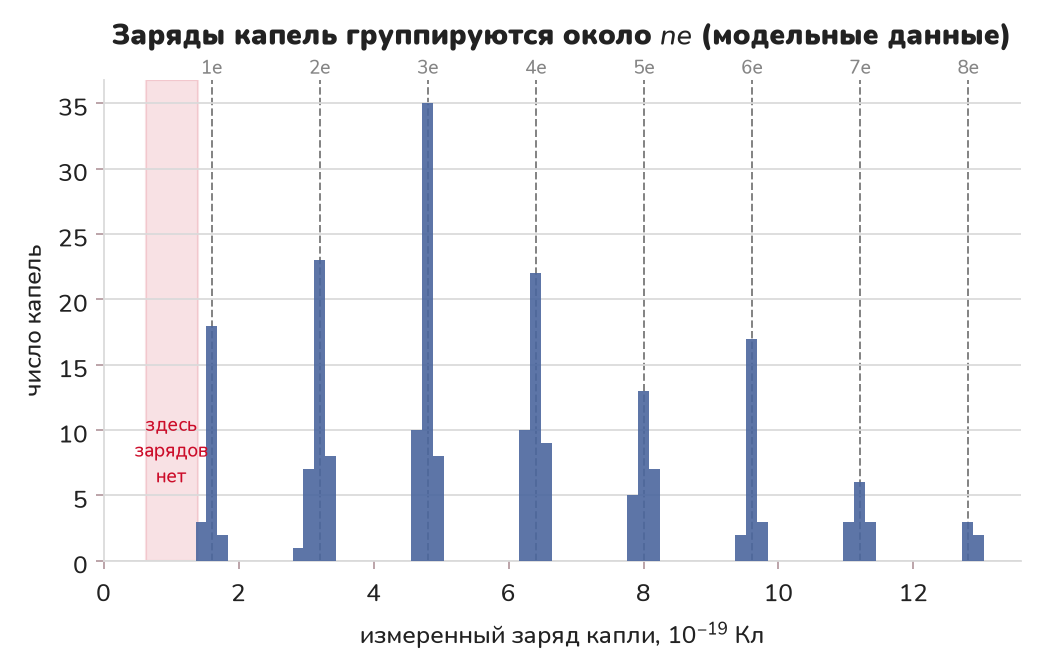 Заряды капель группируются около ne (модельные данные)
1e 2e 3e 4e 5e 6e 7e 8e
35
30
25
20
15
10
5
0
число капель
здесь
зарядов
нет
0 2 4 6 8 10 12
измеренный заряд капли, 10⁻¹⁹ Кл